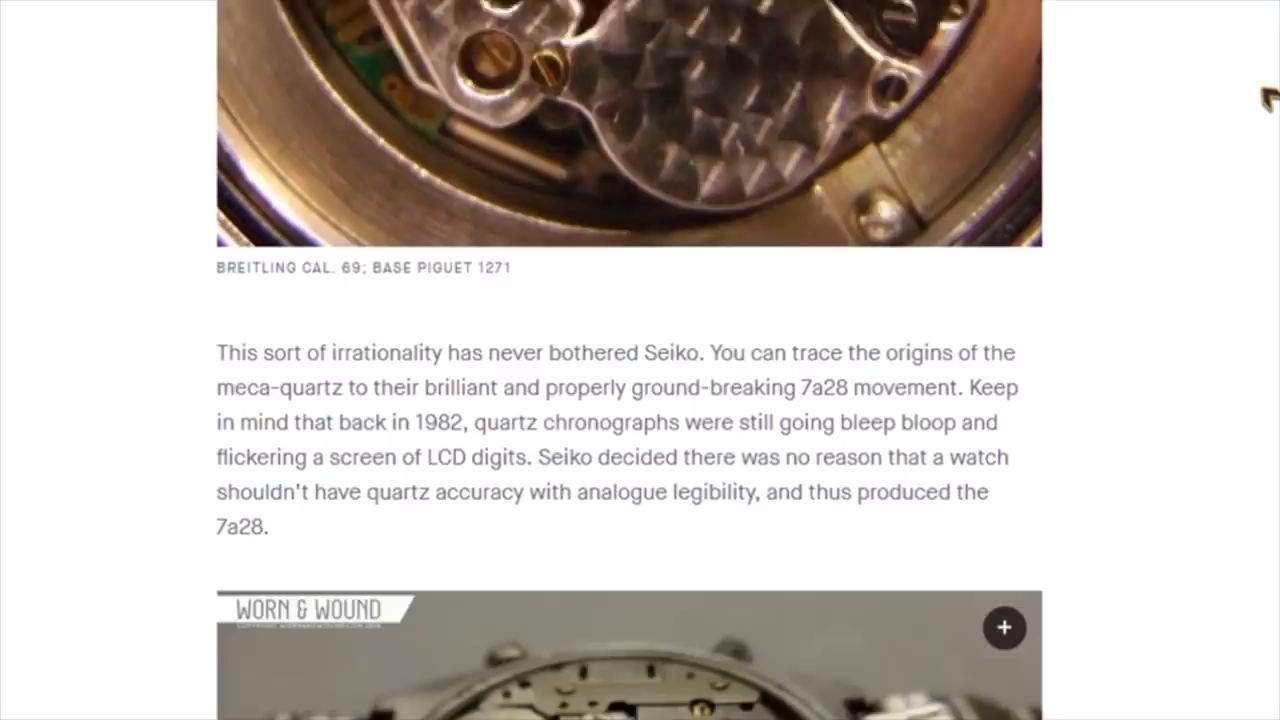 BREITLING CAL. 69; BASE PIGUET 1271
This sort of irrationality has never bothered Seiko. You can trace the origins of the
meca-quartz to their brilliant and properly ground-breaking 7a28 movement. Keep
in mind that back in 1982, quartz chronographs were still going bleep bloop and
flickering a screen of LCD digits. Seiko decided there was no reason that a watch
shouldn't have quartz accuracy with analogue legibility, and thus produced the
7a28.
WORN & WOUND
+